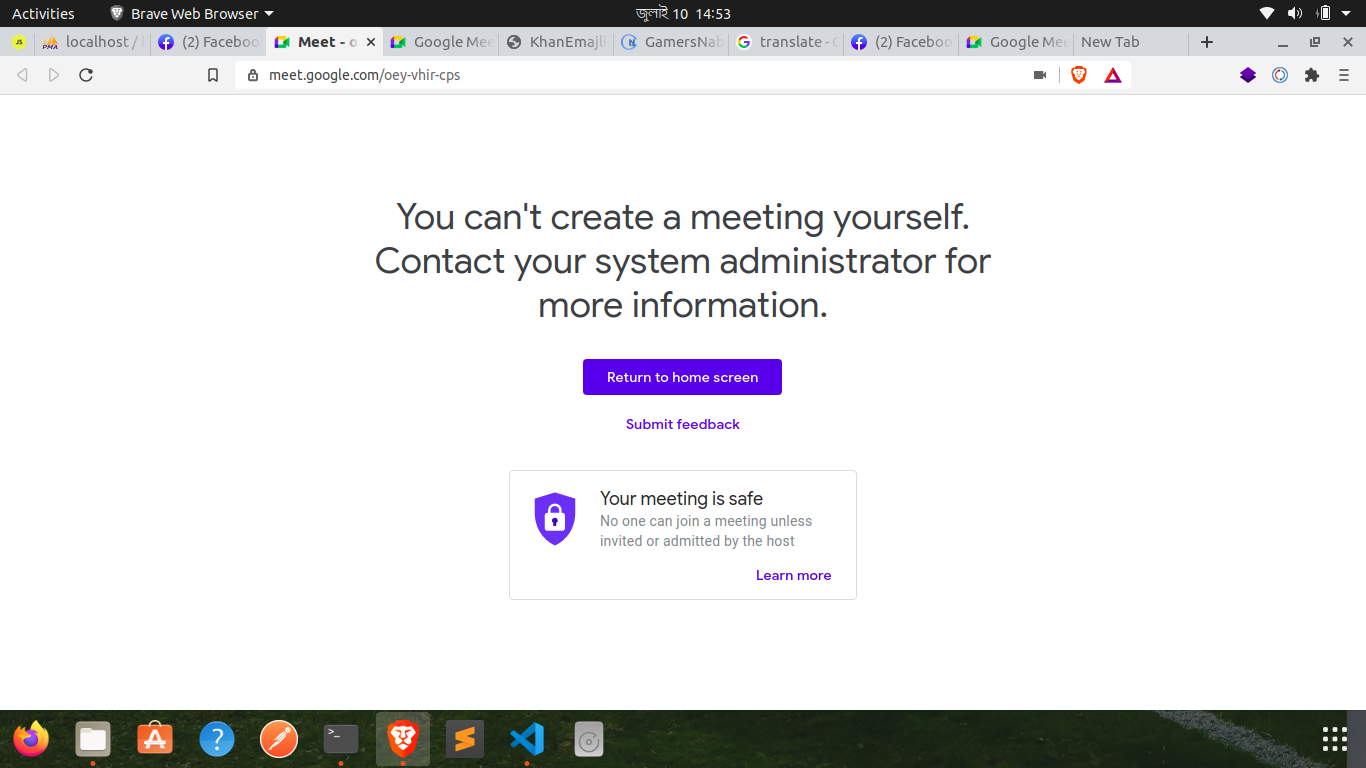 Activities
Brave Web Browser
জুলাই 10 14:53
JS
PMA
localhost / l
(2) Faceboo
Meet - o
Google Mee
KhanEmajli
GamersNab
translate - G
(2) Faceboo
Google Mee
New Tab
meet.google.com/oey-vhir-cps
You can't create a meeting yourself.
Contact your system administrator for
more information.
Return to home screen
Submit feedback
Your meeting is safe
No one can join a meeting unless
invited or admitted by the host
Learn more